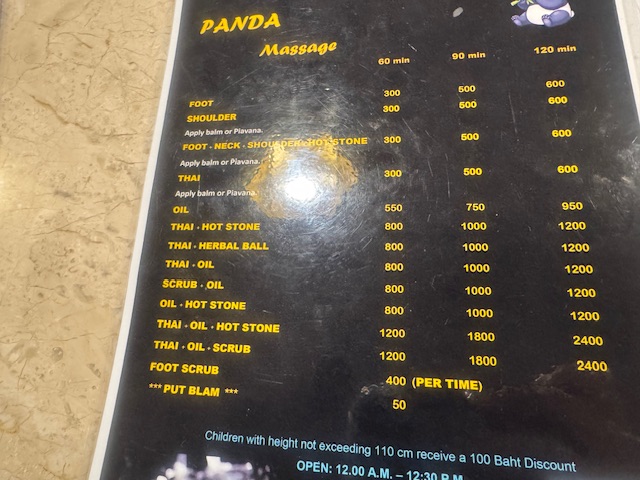 PANDA
Massage
60 min 90 min 120 min
FOOT 300 500 600
SHOULDER 300 500 600
Apply balm or Plavana.
FOOT - NECK - SHOULDER - HOT STONE 300 500 600
Apply balm or Plavana.
THAI 300 500 600
Apply balm or Plavana.
OIL 550 750 950
THAI - HOT STONE 800 1000 1200
THAI - HERBAL BALL 800 1000 1200
THAI - OIL 800 1000 1200
SCRUB - OIL 800 1000 1200
OIL - HOT STONE 800 1000 1200
THAI - OIL - HOT STONE 1200 1800 2400
THAI - OIL - SCRUB 1200 1800 2400
FOOT SCRUB 400 (PER TIME)
*** PUT BLAM *** 50
Children with height not exceeding 110 cm receive a 100 Baht Discount
OPEN: 12.00 A.M. – 12:30 P.M